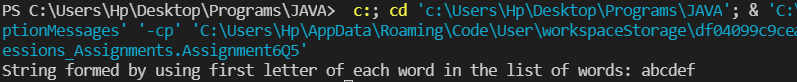 PS C:\Users\Hp\Desktop\Programs\JAVA>  c:; cd 'c:\Users\Hp\Desktop\Programs\JAVA'; & 'C:
ptionMessages' '-cp' 'C:\Users\Hp\AppData\Roaming\Code\User\workspaceStorage\df04099c9cea
essions_Assignments.Assignment6Q5'
String formed by using first letter of each word in the list of words: abcdef